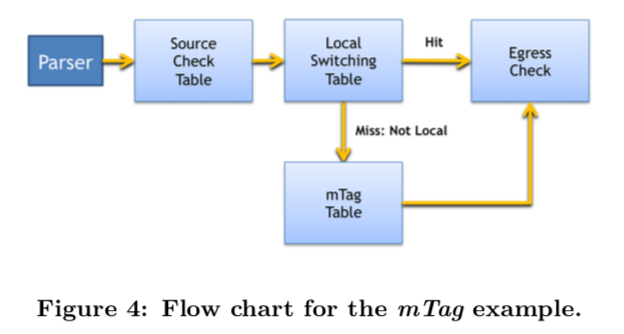 Parser
Source
Check
Table
Local
Switching
Table
Hit
Egress
Check
Miss: Not Local
mTag
Table
Figure 4: Flow chart for the mTag example.